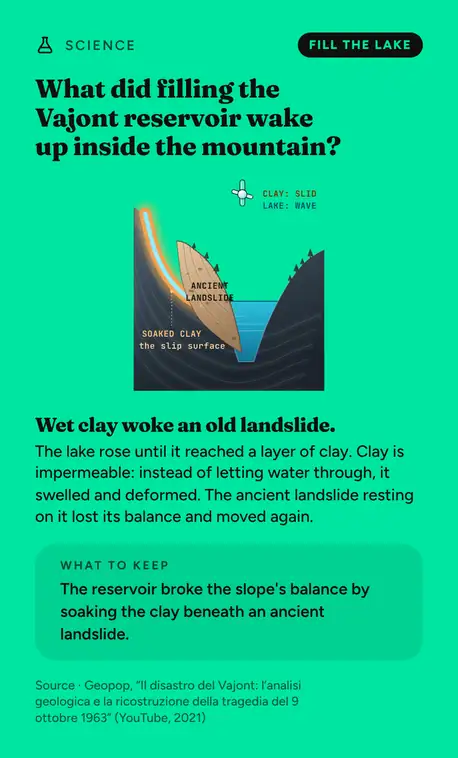 SCIENCE
FILL THE LAKE
What did filling the
Vajont reservoir wake
up inside the mountain?
CLAY: SLID
LAKE: WAVE
ANCIENT
LANDSLIDE
SOAKED CLAY
the slip surface
Wet clay woke an old landslide.
The lake rose until it reached a layer of clay. Clay is
impermeable: instead of letting water through, it
swelled and deformed. The ancient landslide resting
on it lost its balance and moved again.
WHAT TO KEEP
The reservoir broke the slope's balance by
soaking the clay beneath an ancient
landslide.
Source · Geopop, “Il disastro del Vajont: l’analisi
geologica e la ricostruzione della tragedia del 9
ottobre 1963” (YouTube, 2021)